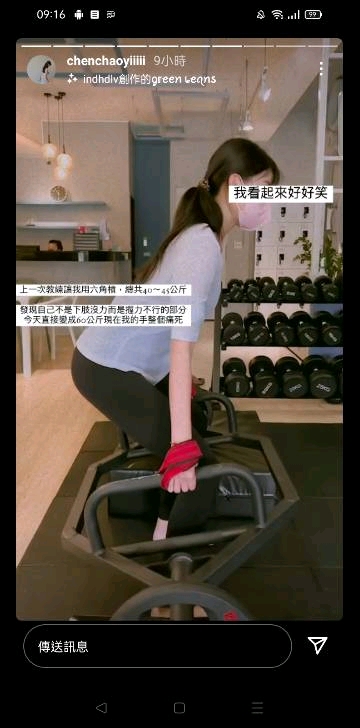 09:16
99
chenchaoyiiiii 9小時
indhdlv創作的green Leans
我看起來好好笑
上一次教練讓我用六角槓，總共40～45公斤
發現自己不是下肢沒力而是握力不行的部分
今天直接變成60公斤現在我的手整個痛死
傳送訊息